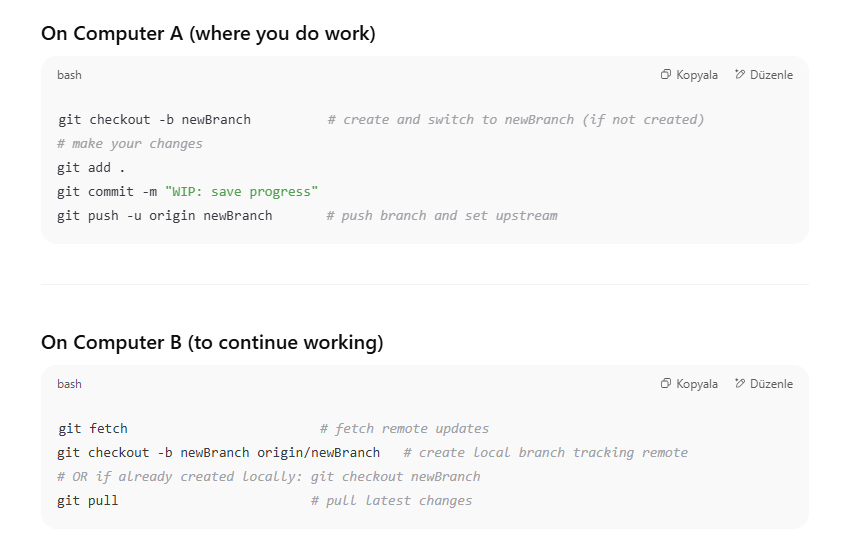 On Computer A (where you do work)
bash
Kopyala
Düzenle
git checkout -b newBranch # create and switch to newBranch (if not created)
# make your changes
git add .
git commit -m "WIP: save progress"
git push -u origin newBranch # push branch and set upstream
On Computer B (to continue working)
bash
Kopyala
Düzenle
git fetch # fetch remote updates
git checkout -b newBranch origin/newBranch # create local branch tracking remote
# OR if already created locally: git checkout newBranch
git pull # pull latest changes